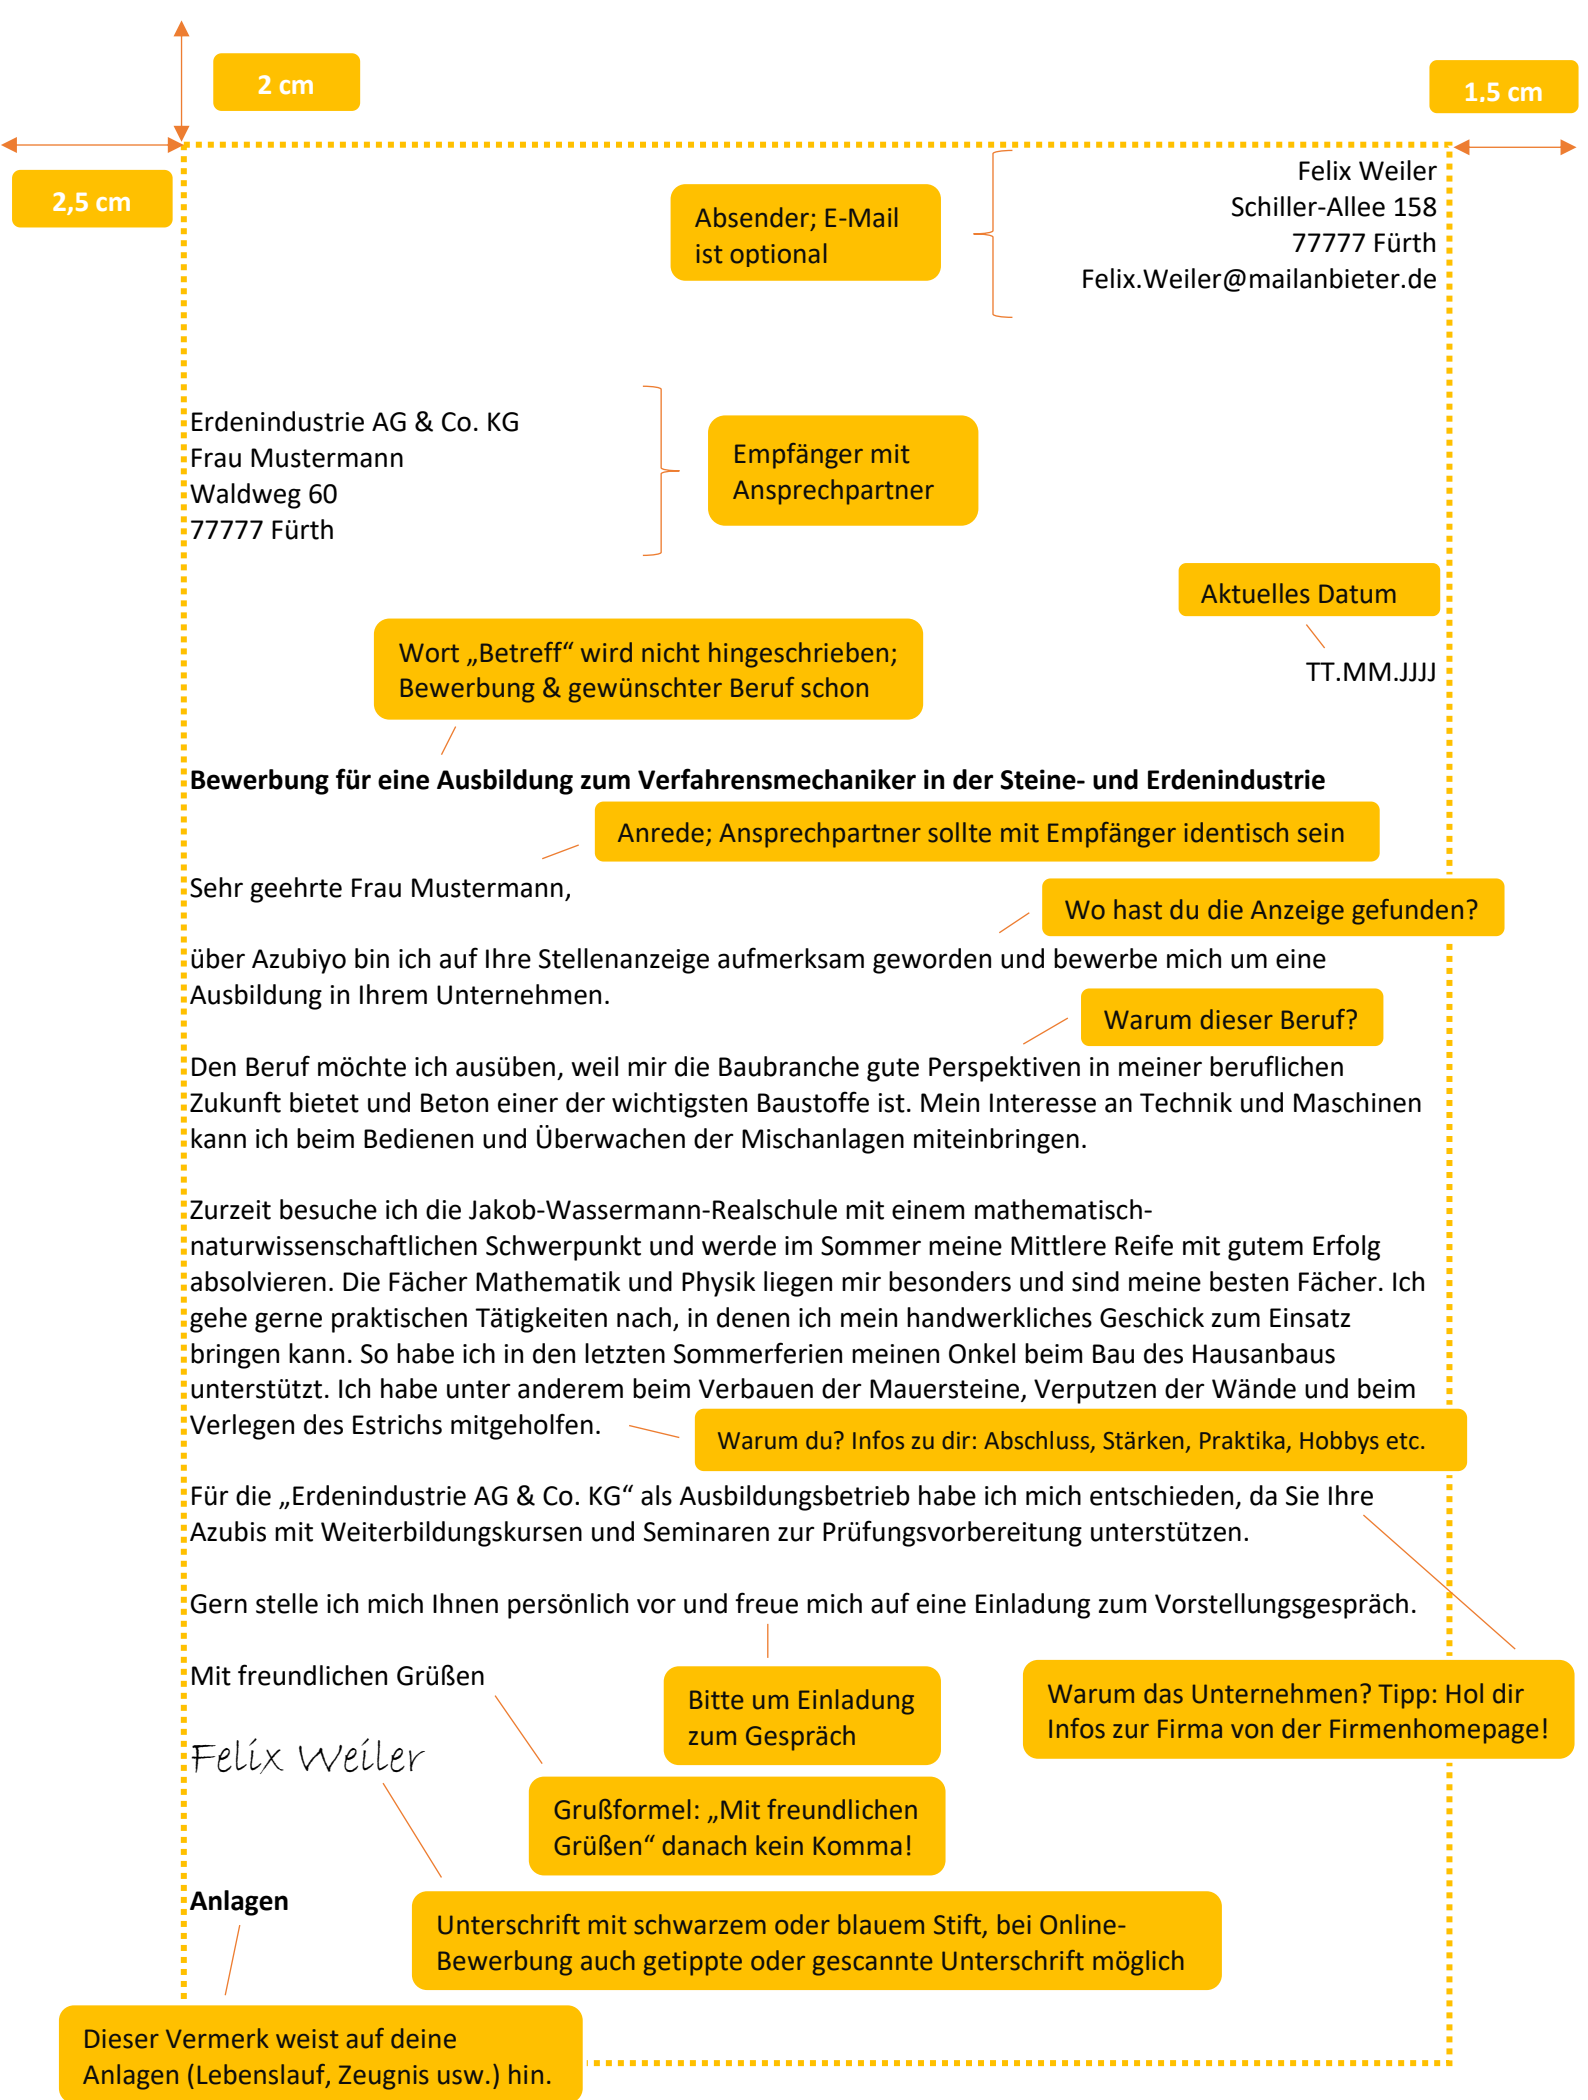 2 cm
1,5 cm
2,5 cm
Felix Weiler
Schiller-Allee 158
77777 Fürth
Felix.Weiler@mailanbieter.de
Absender; E-Mail
ist optional
Erdenindustrie AG & Co. KG
Frau Mustermann
Waldweg 60
77777 Fürth
Empfänger mit
Ansprechpartner
Aktuelles Datum
TT.MM.JJJJ
Wort „Betreff“ wird nicht hingeschrieben;
Bewerbung & gewünschter Beruf schon
Bewerbung für eine Ausbildung zum Verfahrensmechaniker in der Steine- und Erdenindustrie
Anrede; Ansprechpartner sollte mit Empfänger identisch sein
Sehr geehrte Frau Mustermann,
Wo hast du die Anzeige gefunden?
über Azubiyo bin ich auf Ihre Stellenanzeige aufmerksam geworden und bewerbe mich um eine
Ausbildung in Ihrem Unternehmen.
Warum dieser Beruf?
Den Beruf möchte ich ausüben, weil mir die Baubranche gute Perspektiven in meiner beruflichen
Zukunft bietet und Beton einer der wichtigsten Baustoffe ist. Mein Interesse an Technik und Maschinen
kann ich beim Bedienen und Überwachen der Mischanlagen miteinbringen.
Zurzeit besuche ich die Jakob-Wassermann-Realschule mit einem mathematisch-
naturwissenschaftlichen Schwerpunkt und werde im Sommer meine Mittlere Reife mit gutem Erfolg
absolvieren. Die Fächer Mathematik und Physik liegen mir besonders und sind meine besten Fächer. Ich
gehe gerne praktischen Tätigkeiten nach, in denen ich mein handwerkliches Geschick zum Einsatz
bringen kann. So habe ich in den letzten Sommerferien meinen Onkel beim Bau des Hausanbaus
unterstützt. Ich habe unter anderem beim Verbauen der Mauersteine, Verputzen der Wände und beim
Verlegen des Estrichs mitgeholfen.
Warum du? Infos zu dir: Abschluss, Stärken, Praktika, Hobbys etc.
Für die „Erdenindustrie AG & Co. KG“ als Ausbildungsbetrieb habe ich mich entschieden, da Sie Ihre
Azubis mit Weiterbildungskursen und Seminaren zur Prüfungsvorbereitung unterstützen.
Gern stelle ich mich Ihnen persönlich vor und freue mich auf eine Einladung zum Vorstellungsgespräch.
Mit freundlichen Grüßen
Bitte um Einladung
zum Gespräch
Warum das Unternehmen? Tipp: Hol dir
Infos zur Firma von der Firmenhomepage!
Felix Weiler
Grußformel: „Mit freundlichen
Grüßen“ danach kein Komma!
Anlagen
Unterschrift mit schwarzem oder blauem Stift, bei Online-
Bewerbung auch getippte oder gescannte Unterschrift möglich
Dieser Vermerk weist auf deine
Anlagen (Lebenslauf, Zeugnis usw.) hin.